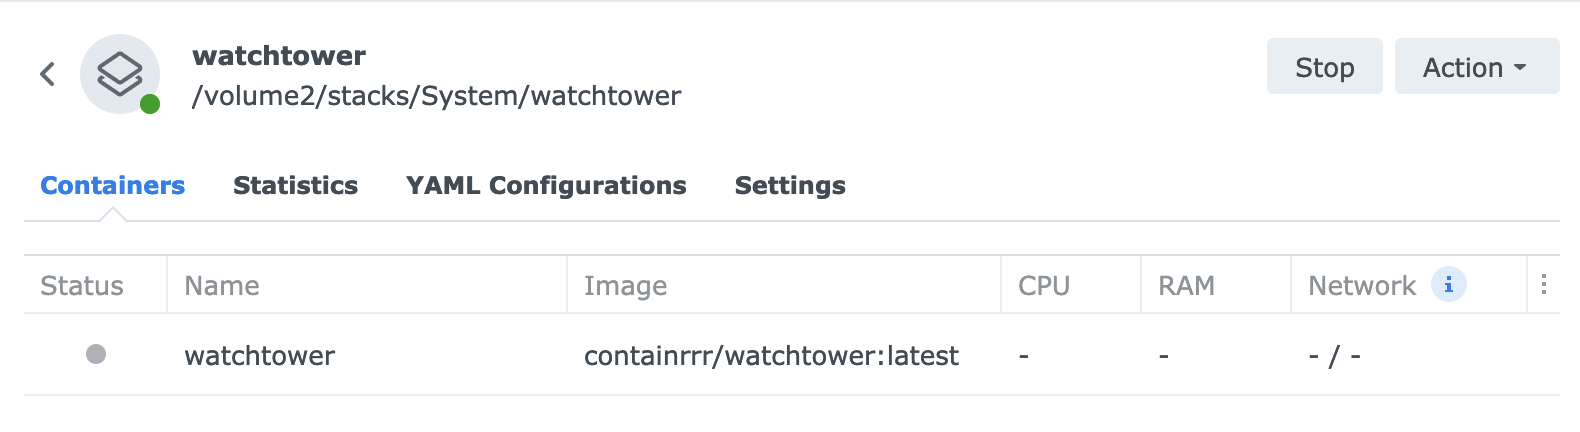 watchtower
/volume2/stacks/System/watchtower
Stop
Action
Containers Statistics YAML Configurations Settings
Status Name Image CPU RAM Network i
watchtower containrrr/watchtower:latest - - - / -